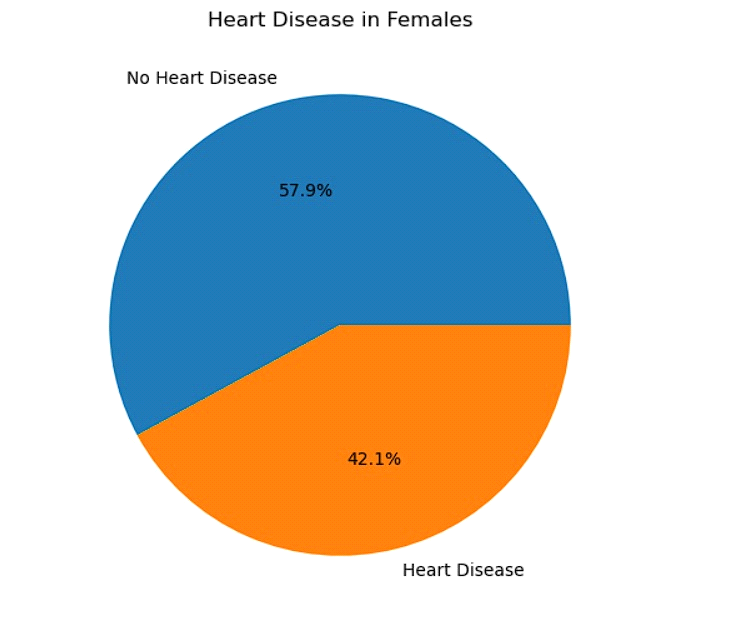 Heart Disease in Females
No Heart Disease
57.9%
42.1%
Heart Disease